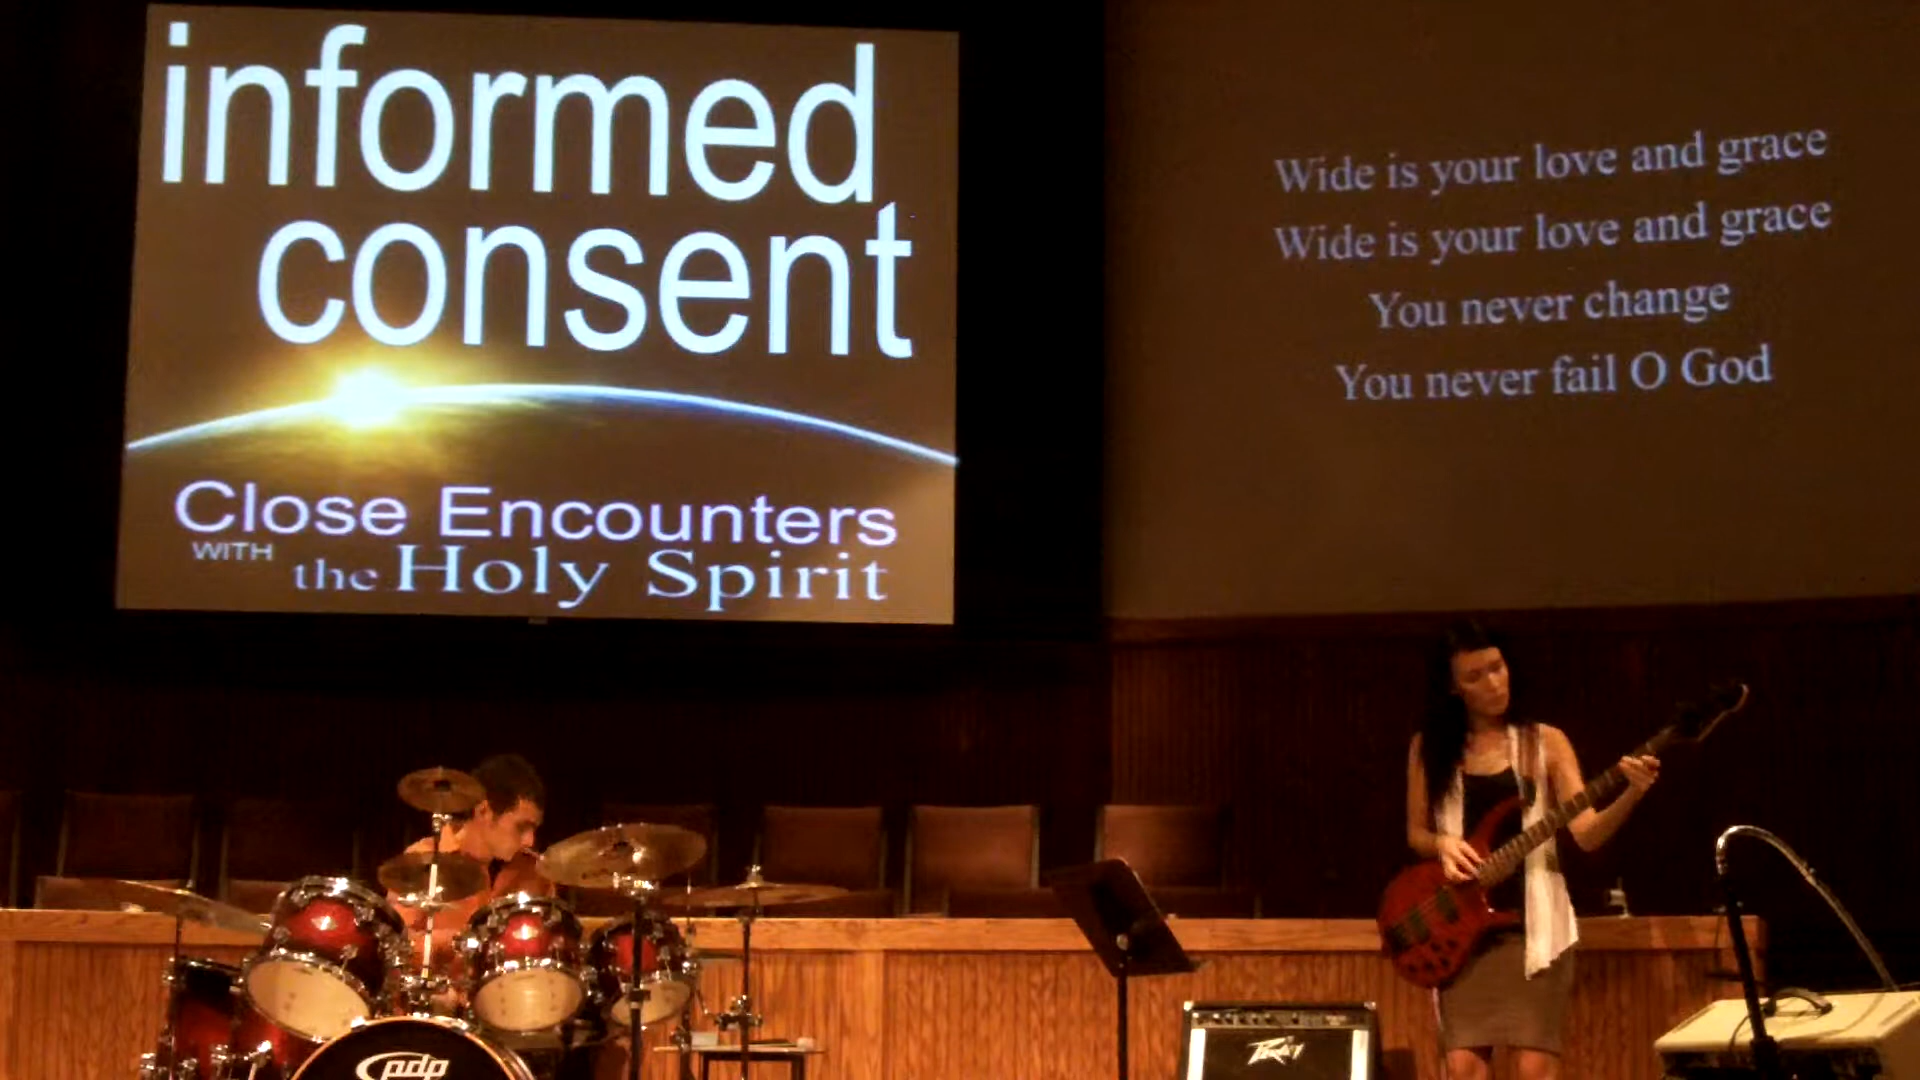 informed
consent
Close Encounters
WITH the Holy Spirit
Wide is your love and grace
Wide is your love and grace
You never change
You never fail O God
pdp
PEAVEY